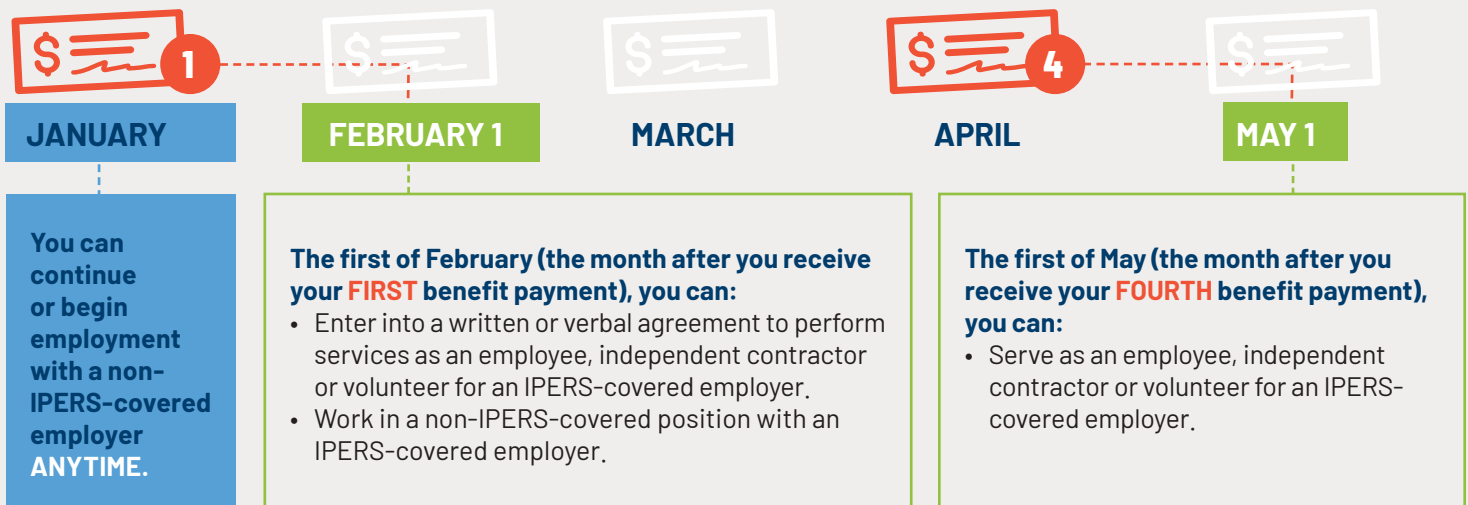 $
1
$
$
$
4
$
JANUARY
FEBRUARY 1
MARCH
APRIL
MAY 1
You can
continue
or begin
employment
with a non-
IPERS-covered
employer
ANYTIME.
The first of February (the month after you receive
your FIRST benefit payment), you can:
• Enter into a written or verbal agreement to perform
services as an employee, independent contractor
or volunteer for an IPERS-covered employer.
• Work in a non-IPERS-covered position with an
IPERS-covered employer.
The first of May (the month after you
receive your FOURTH benefit payment),
you can:
• Serve as an employee, independent
contractor or volunteer for an IPERS-
covered employer.